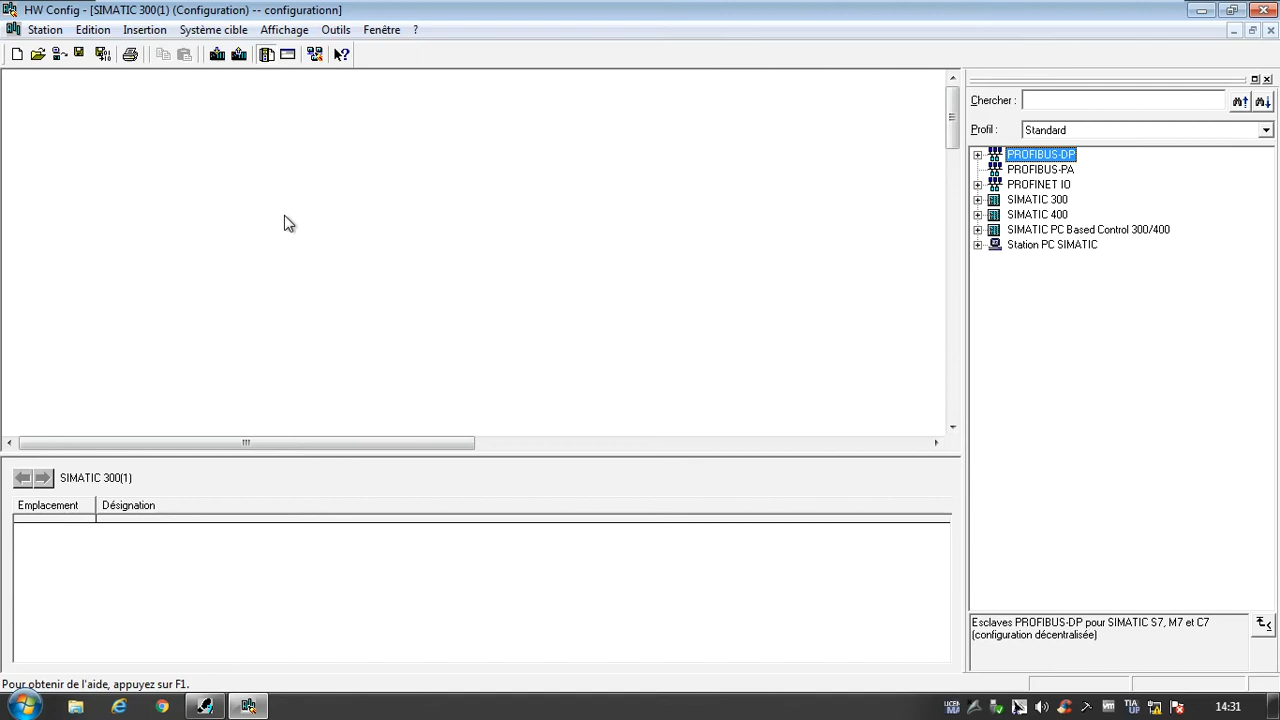 HW Config - [SIMATIC 300(1) (Configuration) -- configurationn]
Station Edition Insertion Système cible Affichage Outils Fenêtre ?
Chercher :
Profil : Standard
PROFIBUS-DP
PROFIBUS-PA
PROFINET IO
SIMATIC 300
SIMATIC 400
SIMATIC PC Based Control 300/400
Station PC SIMATIC
SIMATIC 300(1)
Emplacement Désignation
Esclaves PROFIBUS-DP pour SIMATIC S7, M7 et C7
(configuration décentralisée)
Pour obtenir de l'aide, appuyez sur F1.
TIA
UP
14:31